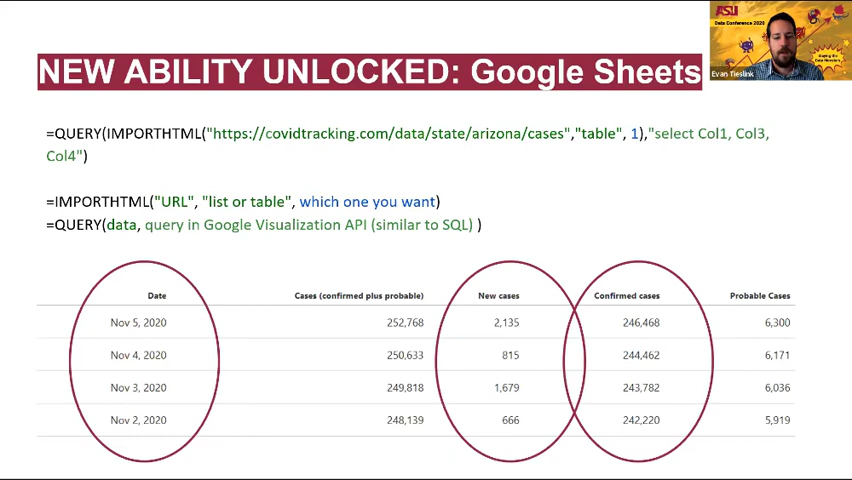 ASU
Data Conference 2020
Evan Tieslink
NEW ABILITY UNLOCKED: Google Sheets
=QUERY(IMPORTHTML("https://covidtracking.com/data/state/arizona/cases","table", 1),"select Col1, Col3,
Col4")
=IMPORTHTML("URL", "list or table", which one you want)
=QUERY(data, query in Google Visualization API (similar to SQL) )
Date Cases (confirmed plus probable) New cases Confirmed cases Probable Cases
Nov 5, 2020 252,768 2,135 246,468 6,300
Nov 4, 2020 250,633 815 244,462 6,171
Nov 3, 2020 249,818 1,679 243,782 6,036
Nov 2, 2020 248,139 666 242,220 5,919